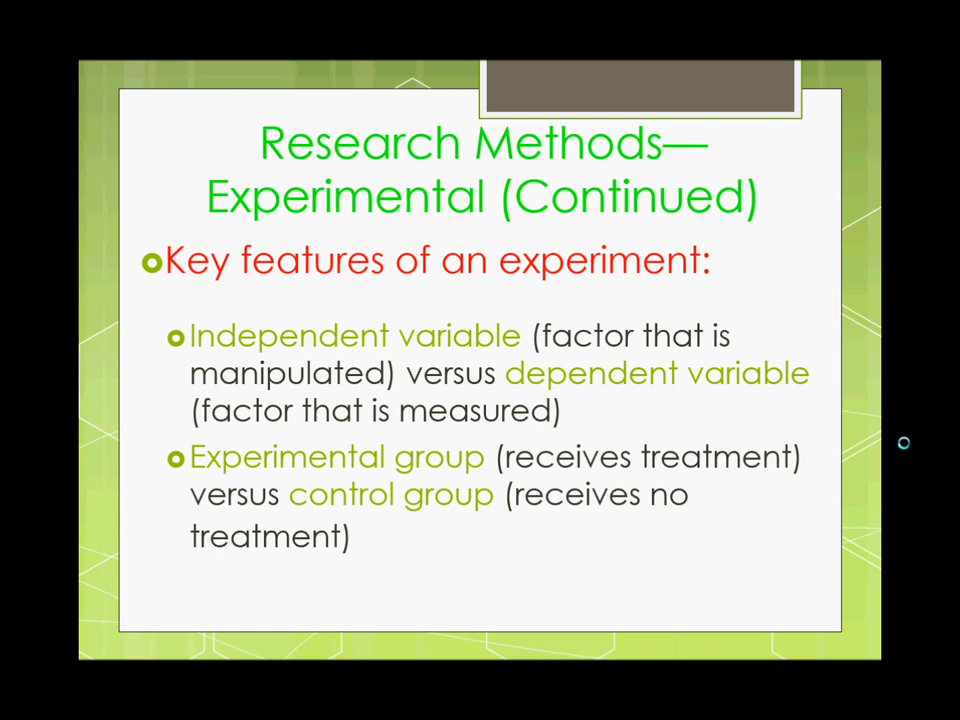 Research Methods—
Experimental (Continued)
Key features of an experiment:
Independent variable (factor that is
manipulated) versus dependent variable
(factor that is measured)
Experimental group (receives treatment)
versus control group (receives no
treatment)